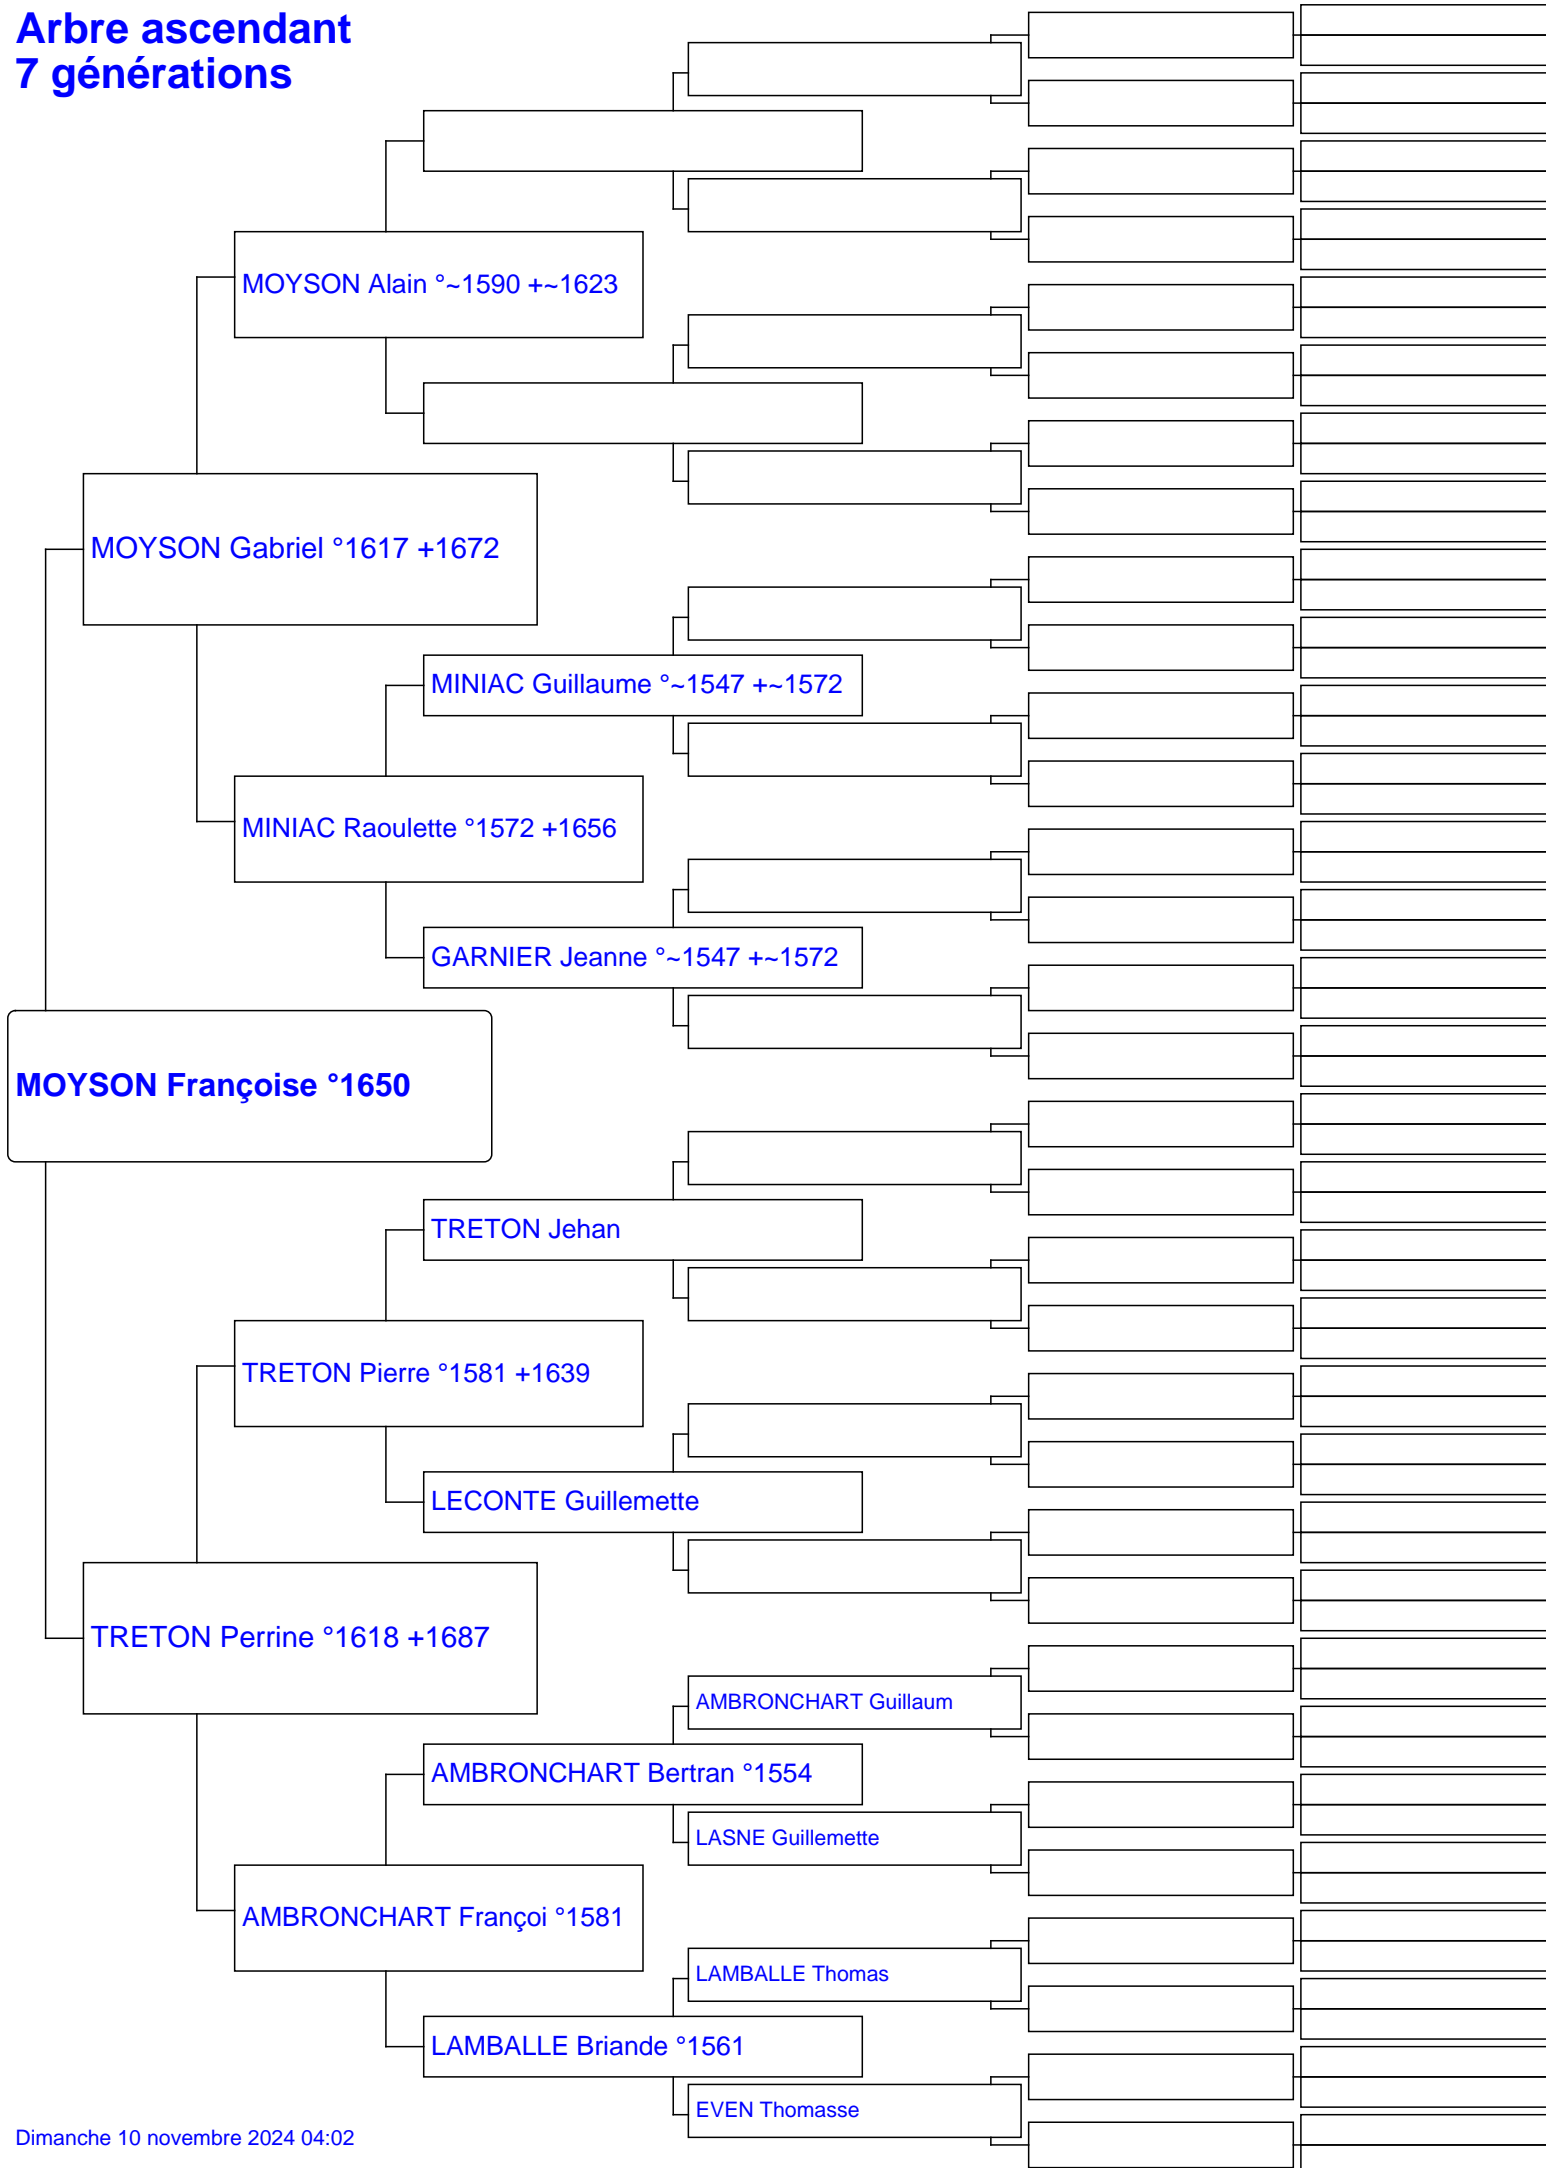 Arbre ascendant
7 générations
MOYSON Alain °~1590 +~1623
MOYSON Gabriel °1617 +1672
MINIAC Guillaume °~1547 +~1572
MINIAC Raoulette °1572 +1656
GARNIER Jeanne °~1547 +~1572
MOYSON Françoise °1650
TRETON Jehan
TRETON Pierre °1581 +1639
LECONTE Guillemette
TRETON Perrine °1618 +1687
AMBRONCHART Guillaum
AMBRONCHART Bertran °1554
LASNE Guillemette
AMBRONCHART Françoi °1581
LAMBALLE Thomas
LAMBALLE Briande °1561
EVEN Thomasse
Dimanche 10 novembre 2024 04:02